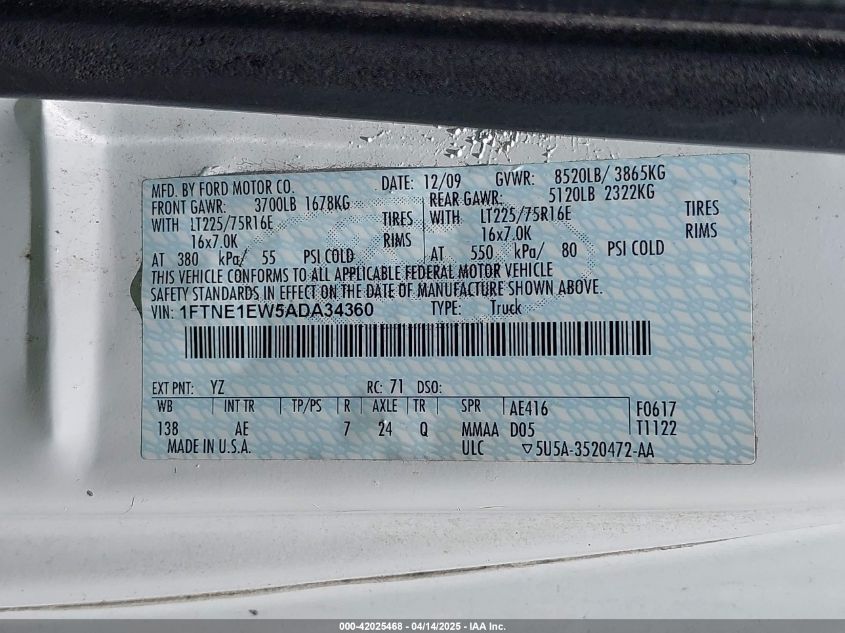 MFD. BY FORD MOTOR CO. DATE: 12/09 GVWR: 8520LB/ 3865KG
FRONT GAWR: 3700LB 1678KG REAR GAWR: 5120LB 2322KG
WITH LT225/75R16E TIRES WITH LT225/75R16E TIRES
16x7.0K RIMS 16x7.0K RIMS
AT 380 kPa/ 55 PSI COLD AT 550 kPa/ 80 PSI COLD
THIS VEHICLE CONFORMS TO ALL APPLICABLE FEDERAL MOTOR VEHICLE
SAFETY STANDARDS IN EFFECT ON THE DATE OF MANUFACTURE SHOWN ABOVE.
VIN: 1FTNE1EW5ADA34360 TYPE: Truck
EXT PNT: YZ RC: 71 DSO:
WB INT TR TP/PS R AXLE TR SPR AE416 F0617
138 AE 7 24 Q MMAA D05 T1122
MADE IN U.S.A. ULC ▽5U5A-3520472-AA
000-42025468 - 04/14/2025 - IAA Inc.